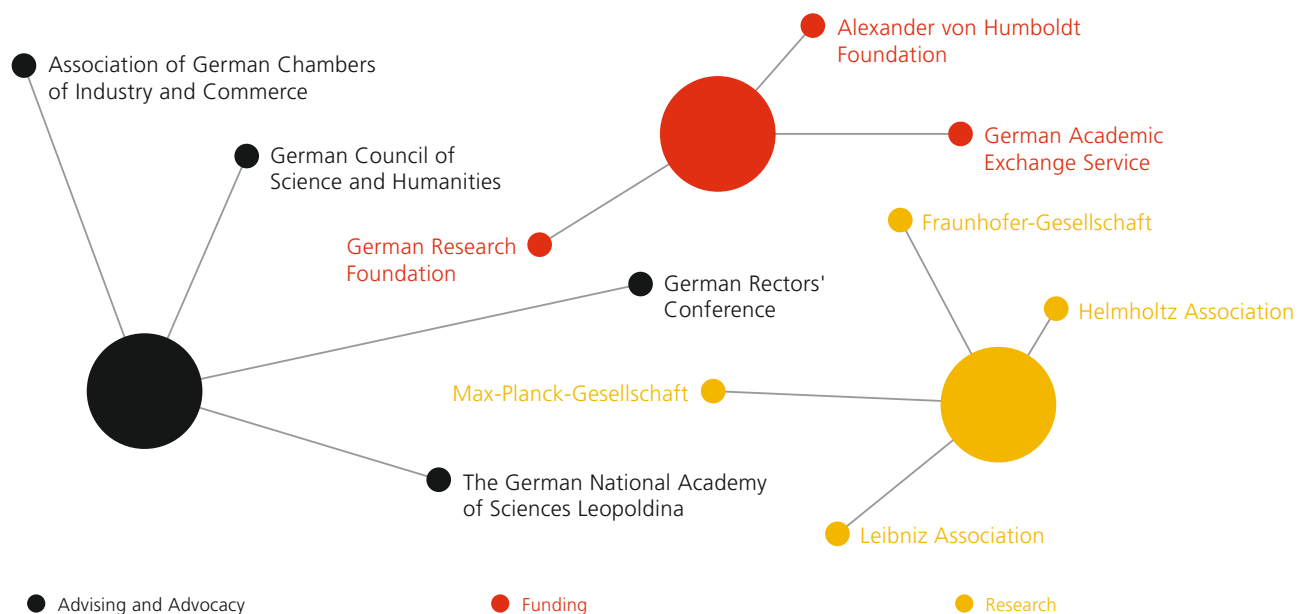 Alexander von Humboldt
Foundation
Association of German Chambers
of Industry and Commerce
German Academic
Exchange Service
German Council of
Science and Humanities
Fraunhofer-Gesellschaft
German Research
Foundation
German Rectors'
Conference
Helmholtz Association
Max-Planck-Gesellschaft
The German National Academy
of Sciences Leopoldina
Leibniz Association
Advising and Advocacy
Funding
Research